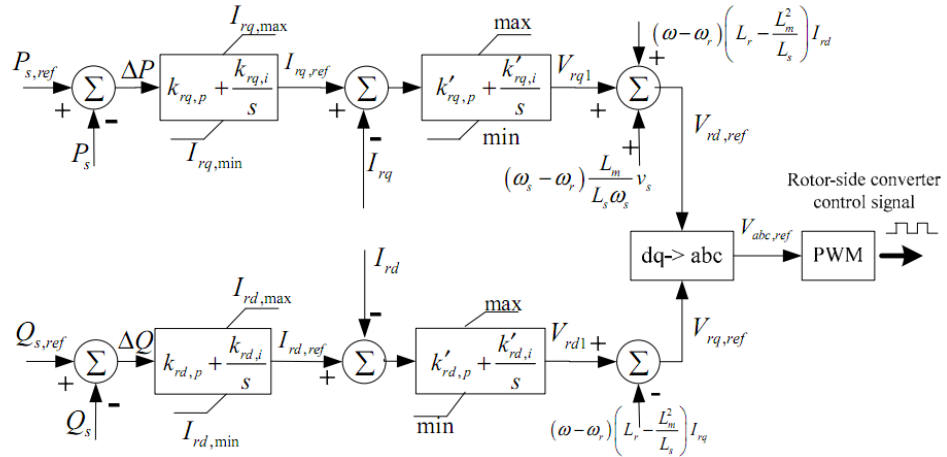 I_{rq,max}
max
(ω−ω_r)(L_r − L_m^2/L_s) I_{rd}
P_{s,ref}
ΔP
k_{rq,p} + k_{rq,i}/s
I_{rq,ref}
k'_{rq,p} + k'_{rq,i}/s
V_{rq1}
Σ
Σ
Σ
+
-
+
-
+
+
+
I_{rq,min}
min
P_s
I_{rq}
(ω_s − ω_r) L_m/(L_s ω_s) v_s
V_{rd,ref}
Rotor-side converter
control signal
dq-> abc
V_{abc,ref}
PWM
I_{rd}
I_{rd,max}
max
V_{rq,ref}
Q_{s,ref}
ΔQ
k_{rd,p} + k_{rd,i}/s
I_{rd,ref}
k'_{rd,p} + k'_{rd,i}/s
V_{rd1}
Σ
Σ
Σ
+
-
+
-
+
-
I_{rd,min}
min
Q_s
(ω−ω_r)(L_r − L_m^2/L_s) I_{rq}